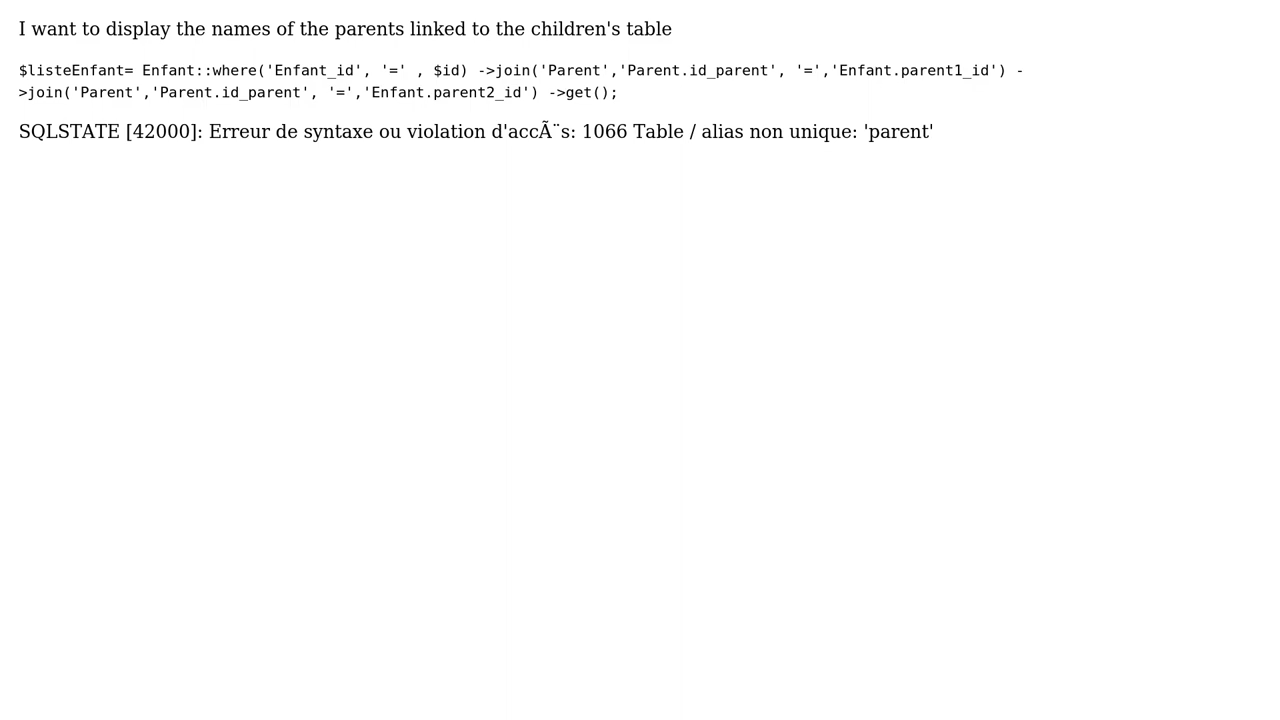 I want to display the names of the parents linked to the children's table
$listeEnfant= Enfant::where('Enfant_id', '=' , $id) ->join('Parent','Parent.id_parent', '=','Enfant.parent1_id') -
>join('Parent','Parent.id_parent', '=','Enfant.parent2_id') ->get();
SQLSTATE [42000]: Erreur de syntaxe ou violation d'accÃ¨s: 1066 Table / alias non unique: 'parent'